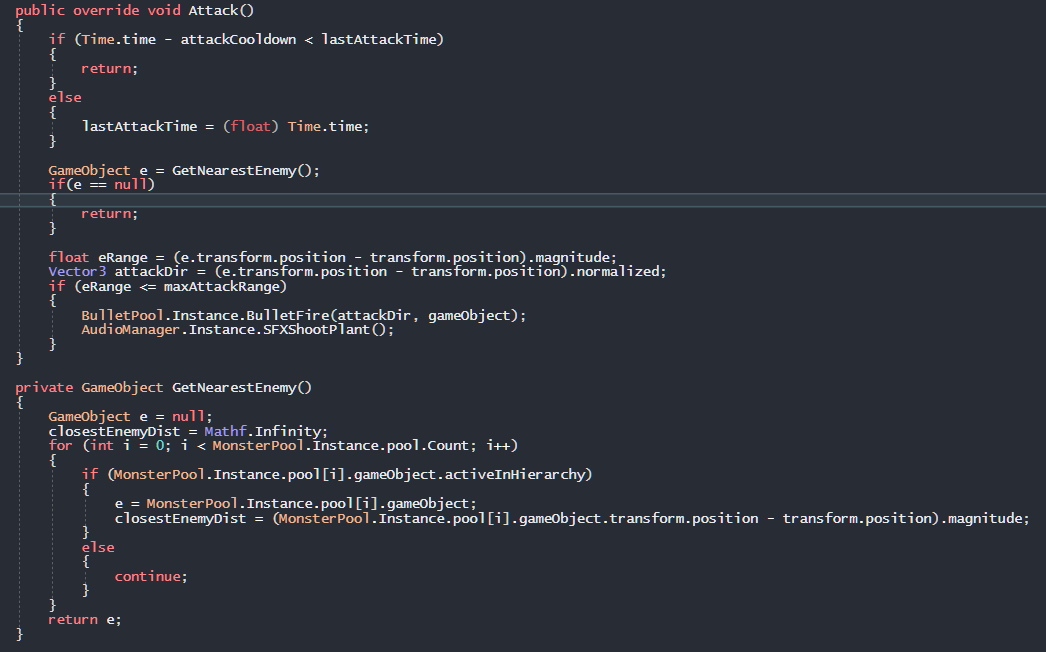 public override void Attack()
{
if (Time.time - attackCooldown < lastAttackTime)
{
return;
}
else
{
lastAttackTime = (float) Time.time;
}
GameObject e = GetNearestEnemy();
if(e == null)
{
return;
}
float eRange = (e.transform.position - transform.position).magnitude;
Vector3 attackDir = (e.transform.position - transform.position).normalized;
if (eRange <= maxAttackRange)
{
BulletPool.Instance.BulletFire(attackDir, gameObject);
AudioManager.Instance.SFXShootPlant();
}
}
private GameObject GetNearestEnemy()
{
GameObject e = null;
closestEnemyDist = Mathf.Infinity;
for (int i = 0; i < MonsterPool.Instance.pool.Count; i++)
{
if (MonsterPool.Instance.pool[i].gameObject.activeInHierarchy)
{
e = MonsterPool.Instance.pool[i].gameObject;
closestEnemyDist = (MonsterPool.Instance.pool[i].gameObject.transform.position - transform.position).magnitude;
}
else
{
continue;
}
}
return e;
}